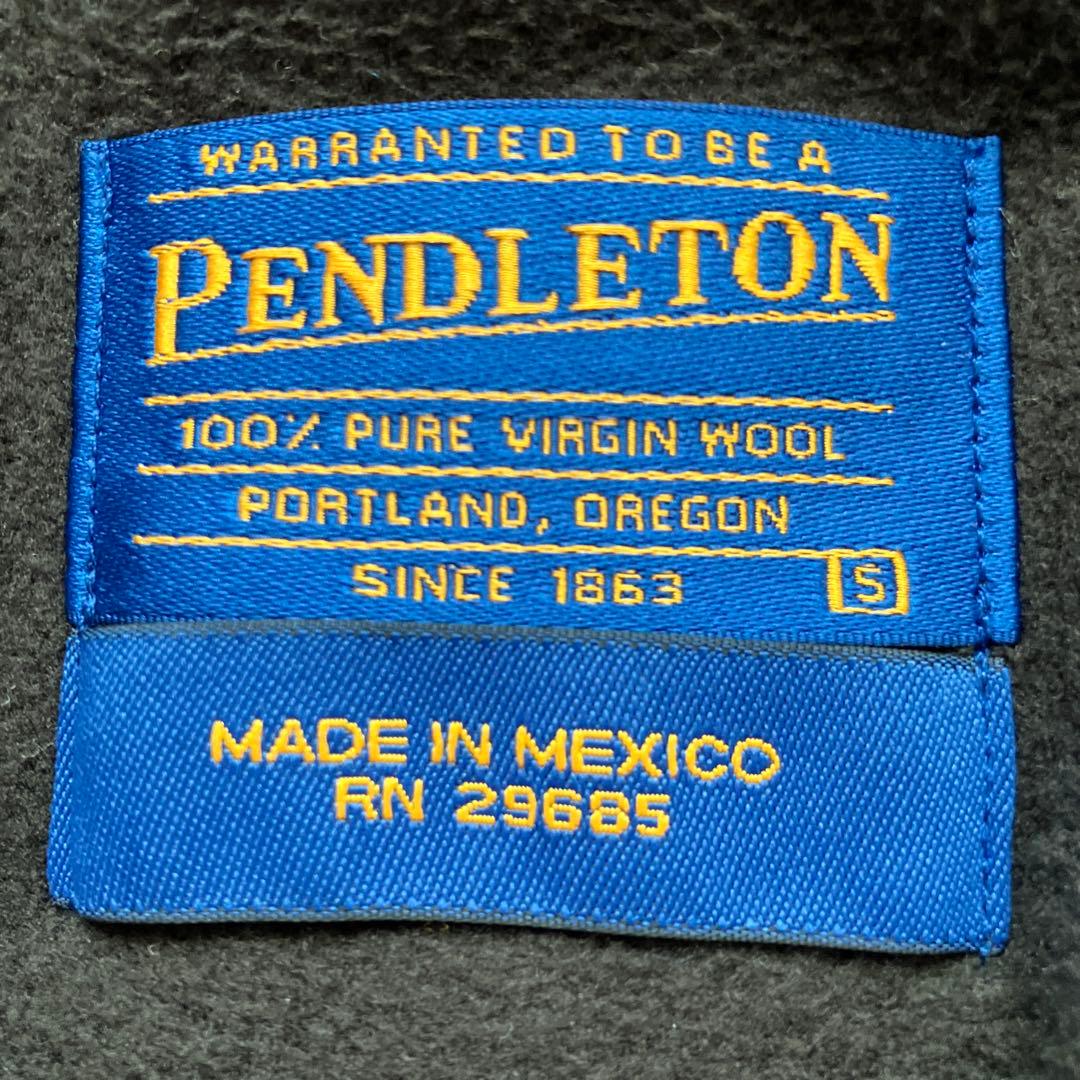 WARRANTED TO BE A
PENDLETON
100% PURE VIRGIN WOOL
PORTLAND, OREGON
SINCE 1863 S
MADE IN MEXICO
RN 29685